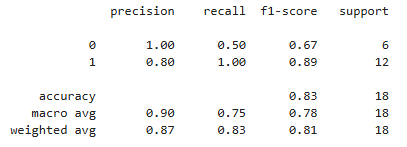 precision recall f1-score support
0 1.00 0.50 0.67 6
1 0.80 1.00 0.89 12
accuracy 0.83 18
macro avg 0.90 0.75 0.78 18
weighted avg 0.87 0.83 0.81 18